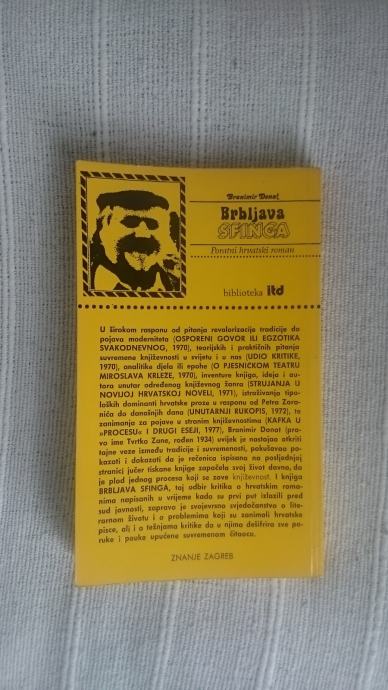 Branimir Donat
Brbljava
SFINGA
Poratni hrvatski roman
biblioteka itd
U širokom rasponu od pitanja revalorizacije tradicije do
pojava moderniteta (OSPORENI GOVOR ILI EGZOTIKA
SVAKODNEVNOG, 1970), teorijskih i praktičnih pitanja
suvremene književnosti u svijetu i u nas (UDIO KRITIKE,
1970), analitike djela ili epohe (O PJESNIČKOM TEATRU
MIROSLAVA KRLEŽE, 1970), inventure knjiga, ideja i au-
tora unutar određenog književnog žanra (STRUJANJA U
NOVIJOJ HRVATSKOJ NOVELI, 1971), istraživanja tipo-
loških dominanti hrvatske proze u rasponu od Petra Zora-
nića do današnjih dana (UNUTARNJI RUKOPIS, 1972), te
zanimanja za pojave u stranim književnostima (KAFKA U
»PROCESU« I DRUGI ESEJI, 1977), Branimir Donat (pra-
vo ime Tvrtko Zane, rođen 1934) uvijek je nastojao otkriti
tajne veze između tradicije i suvremenosti, pokušavao po-
kazati i dokazati da je rečenica ispisana na posljednjoj
stranici jučer tiskane knjige započela svoj život davno, da
je plod jednog procesa koji se zove književnost. I knjiga
BRBLJAVA SFINGA, taj odbir kritika o hrvatskim roma-
nima napisanih u vrijeme kada su prvi put izlazili pred
sud javnosti, zapravo je svojevrsno svjedočanstvo o lite-
rarnom životu i o problemima koji su zanimali hrvatske
pisce, ali i o težnjama kritike da u njima dešifrira sve po-
ruke i pouke upućene suvremenom čitaocu.
ZNANJE ZAGREB